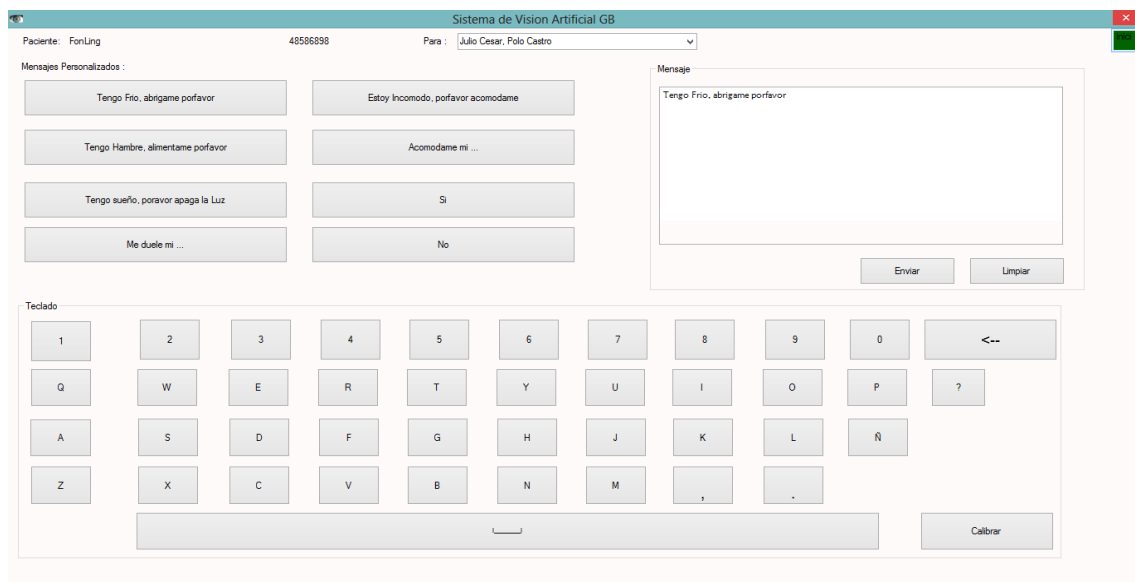 Sistema de Vision Artificial GB
Paciente: FonLing 48586898 Para : Julio Cesar, Polo Castro
Inici
Mensajes Personalizados :
Mensaje
Tengo Frio, abrigame porfavor Estoy Incomodo, porfavor acomodame
Tengo Frio, abrigame porfavor
Tengo Hambre, alimentame porfavor Acomodame mi ...
Tengo sueño, poravor apaga la Luz Si
Me duele mi ... No
Enviar Limpiar
Teclado
1 2 3 4 5 6 7 8 9 0 <--
Q W E R T Y U I O P ?
A S D F G H J K L Ñ
Z X C V B N M , .
Calibrar